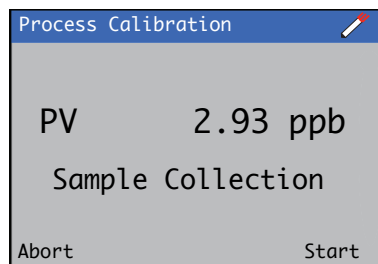 Process Calibration
PV 2.93 ppb
Sample Collection
Abort Start